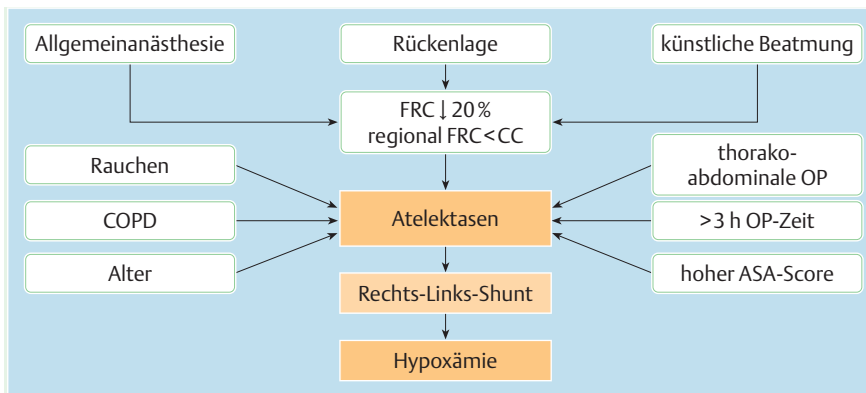 Allgemeinanästhesie
Rückenlage
künstliche Beatmung
FRC ↓ 20 %
regional FRC < CC
Rauchen
thorako-
abdominale OP
COPD
Atelektasen
>3 h OP-Zeit
Alter
Rechts-Links-Shunt
hoher ASA-Score
Hypoxämie